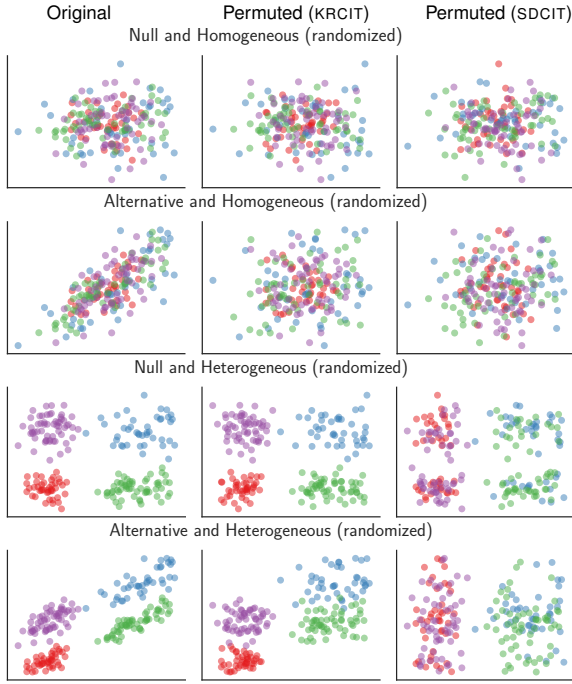 Original Permuted (KRCIT) Permuted (SDCIT)
Null and Homogeneous (randomized)
Alternative and Homogeneous (randomized)
Null and Heterogeneous (randomized)
Alternative and Heterogeneous (randomized)